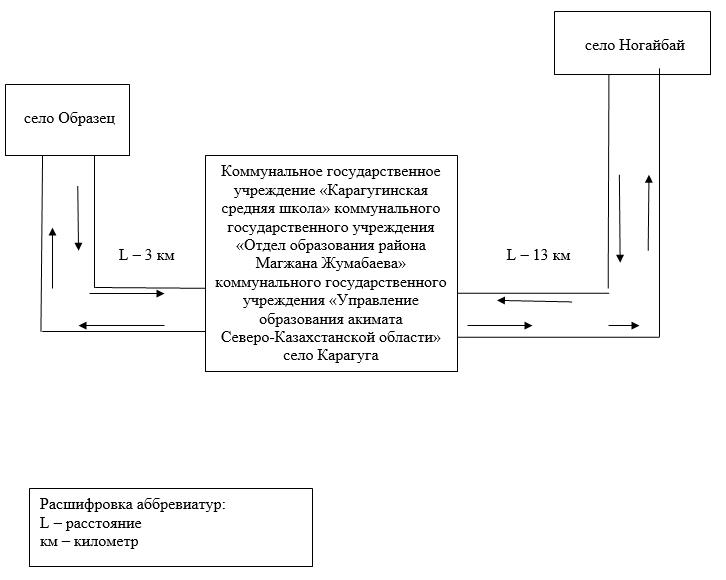 село Ногайбай
село Образец
Коммунальное государственное
учреждение «Карагугинская
средняя школа» коммунального
государственного учреждения
«Отдел образования района
Магжана Жумабаева»
коммунального государственного
учреждения «Управление
образования акимата
Северо-Казахстанской области»
село Карагуга
L – 3 км
L – 13 км
Расшифровка аббревиатур:
L – расстояние
км – километр